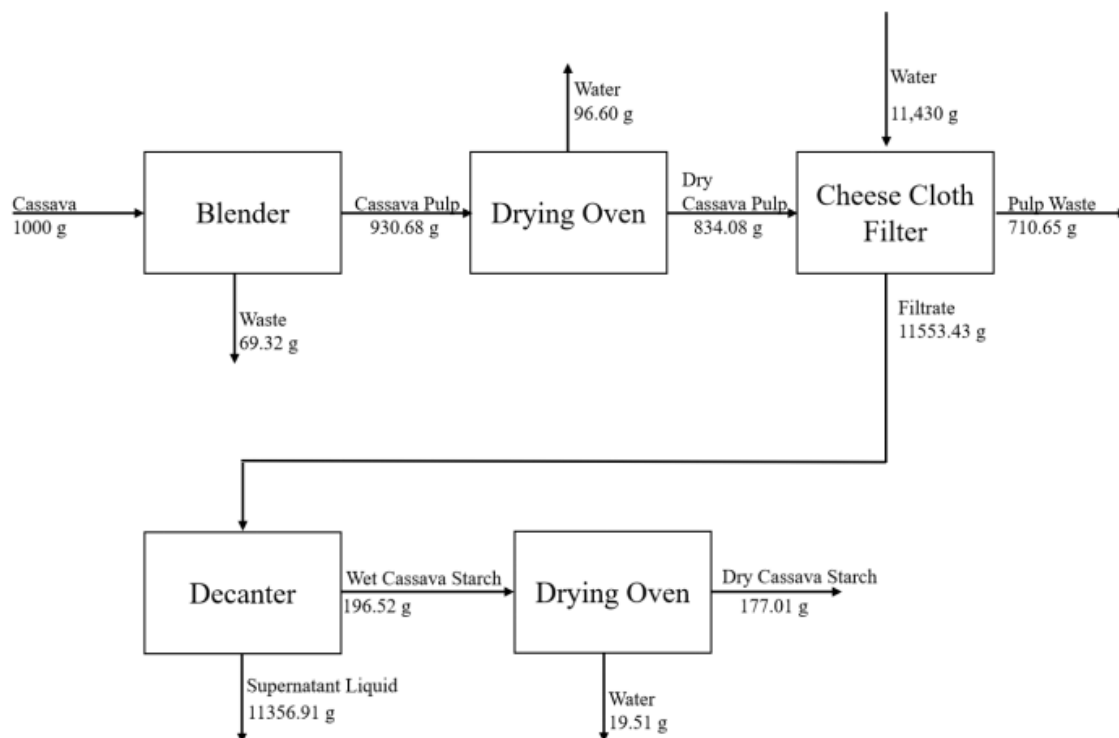 Water
96.60 g
Water
11,430 g
Cassava
1000 g
Blender
Cassava Pulp
930.68 g
Drying Oven
Dry
Cassava Pulp
834.08 g
Cheese Cloth
Filter
Pulp Waste
710.65 g
Waste
69.32 g
Filtrate
11553.43 g
Decanter
Wet Cassava Starch
196.52 g
Drying Oven
Dry Cassava Starch
177.01 g
Supernatant Liquid
11356.91 g
Water
19.51 g